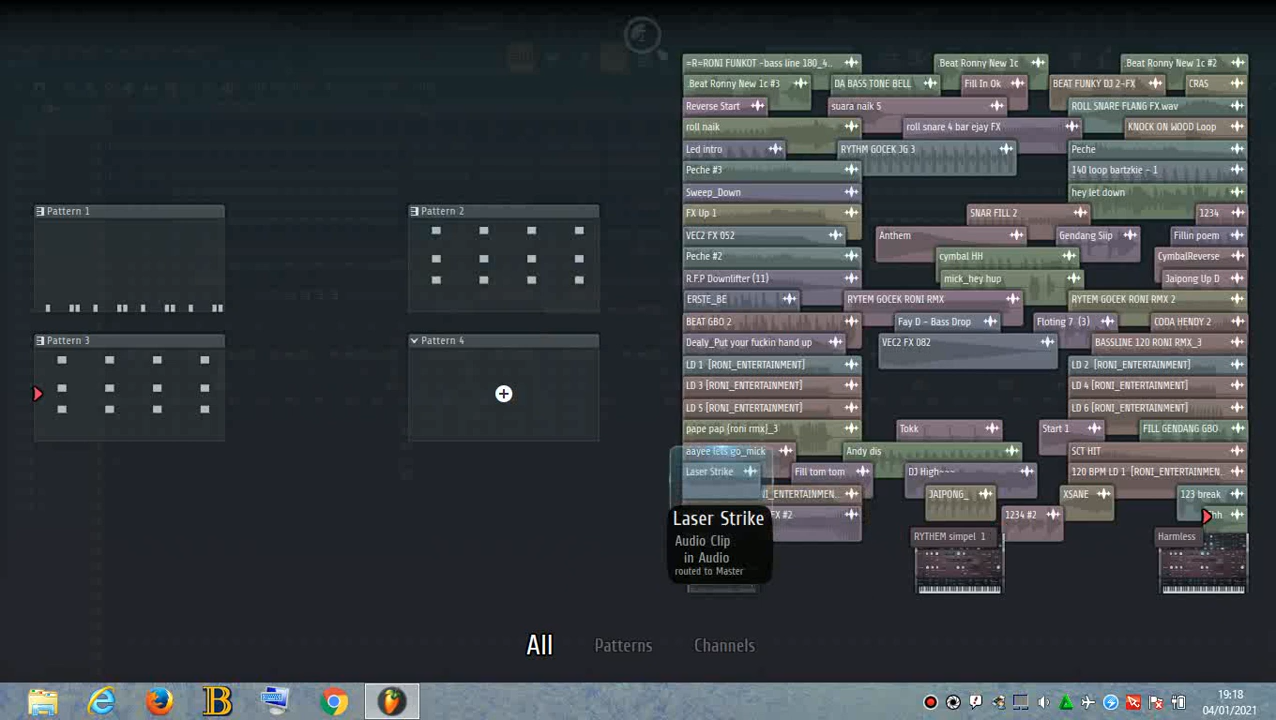 =R=RONI FUNKOT -bass line 180_4...
Beat Ronny New 1c
Beat Ronny New 1c #2
Beat Ronny New 1c #3
DA BASS TONE BELL
Fill In Ok
BEAT FUNKY DJ 2-FX
CRAS
Reverse Start
suara naik 5
ROLL SNARE FLANG FX.wav
roll naik
roll snare 4 bar ejay FX
KNOCK ON WOOD Loop
Led intro
RYTHM GOCEK JG 3
Peche
Peche #3
140 loop bartzkie - 1
Sweep_Down
hey let down
Pattern 1
Pattern 2
FX Up 1
SNAR FILL 2
1234
VEC2 FX 052
Anthem
Gendang Siip
Fillin poem
Peche #2
cymbal HH
CymbalReverse
R.F.P Downlifter (11)
mick_hey hup
Jaipong Up D
ERSTE_BE
RYTEM GOCEK RONI RMX
RYTEM GOCEK RONI RMX 2
BEAT GBO 2
Fay D - Bass Drop
Floting 7 (3)
CODA HENDY 2
Pattern 3
Pattern 4
Dealy_Put your fuckin hand up
VEC2 FX 082
BASSLINE 120 RONI RMX_3
LD 1 [RONI_ENTERTAINMENT]
LD 2 [RONI_ENTERTAINMENT]
LD 3 [RONI_ENTERTAINMENT]
LD 4 [RONI_ENTERTAINMENT]
LD 5 [RONI_ENTERTAINMENT]
LD 6 [RONI_ENTERTAINMENT]
pape pap {roni rmx}_3
Tokk
Start 1
FILL GENDANG GBO
aayee lets go_mick
Andy dis
SCT HIT
Laser Strike
Fill tom tom
DJ High~~~
120 BPM LD 1 [RONI_ENTERTAINMEN...
I_ENTERTAINMEN...
JAIPONG_
XSANE
123 break
Laser Strike
FX #2
1234 #2
hh
Audio Clip
in Audio
routed to Master
RYTHEM simpel 1
Harmless
All
Patterns
Channels
19:18
04/01/2021